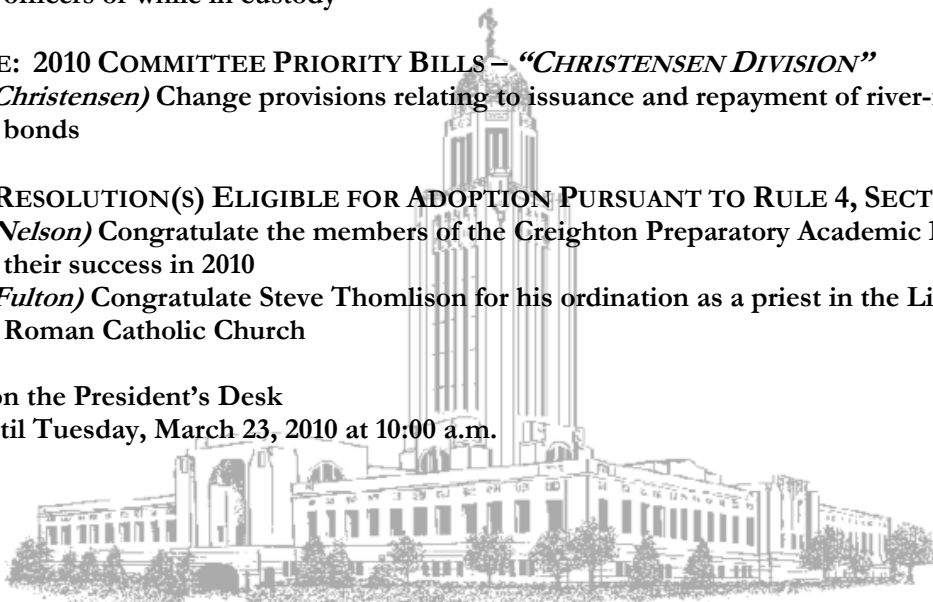 officers or while in custody
E: 2010 COMMITTEE PRIORITY BILLS – “CHRISTENSEN DIVISION”
Christensen) Change provisions relating to issuance and repayment of river-
bonds
RESOLUTION(S) ELIGIBLE FOR ADOPTION PURSUANT TO RULE 4, SECT
Nelson) Congratulate the members of the Creighton Preparatory Academic
their success in 2010
Fulton) Congratulate Steve Thomlison for his ordination as a priest in the Li
Roman Catholic Church
on the President’s Desk
til Tuesday, March 23, 2010 at 10:00 a.m.